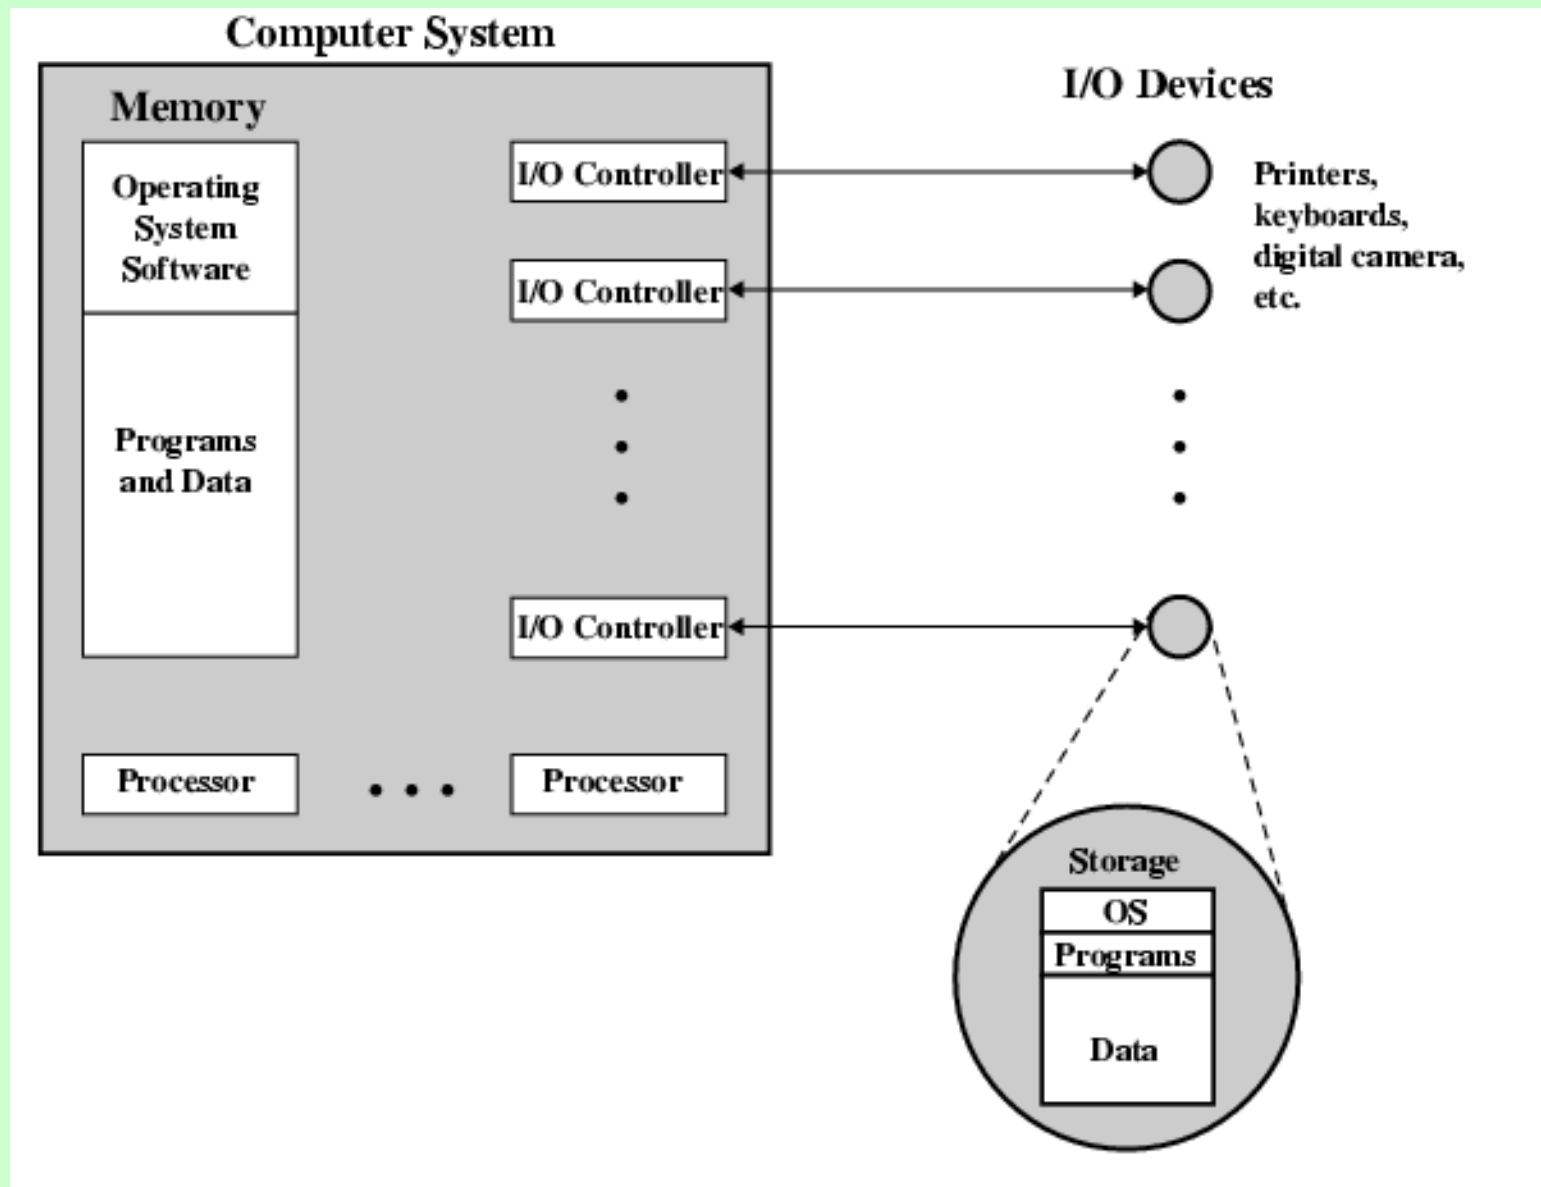 Computer System
Memory
Operating
System
Software
Programs
and Data
I/O Controller
I/O Controller
I/O Controller
Processor
Processor
I/O Devices
Printers,
keyboards,
digital camera,
etc.
Storage
OS
Programs
Data